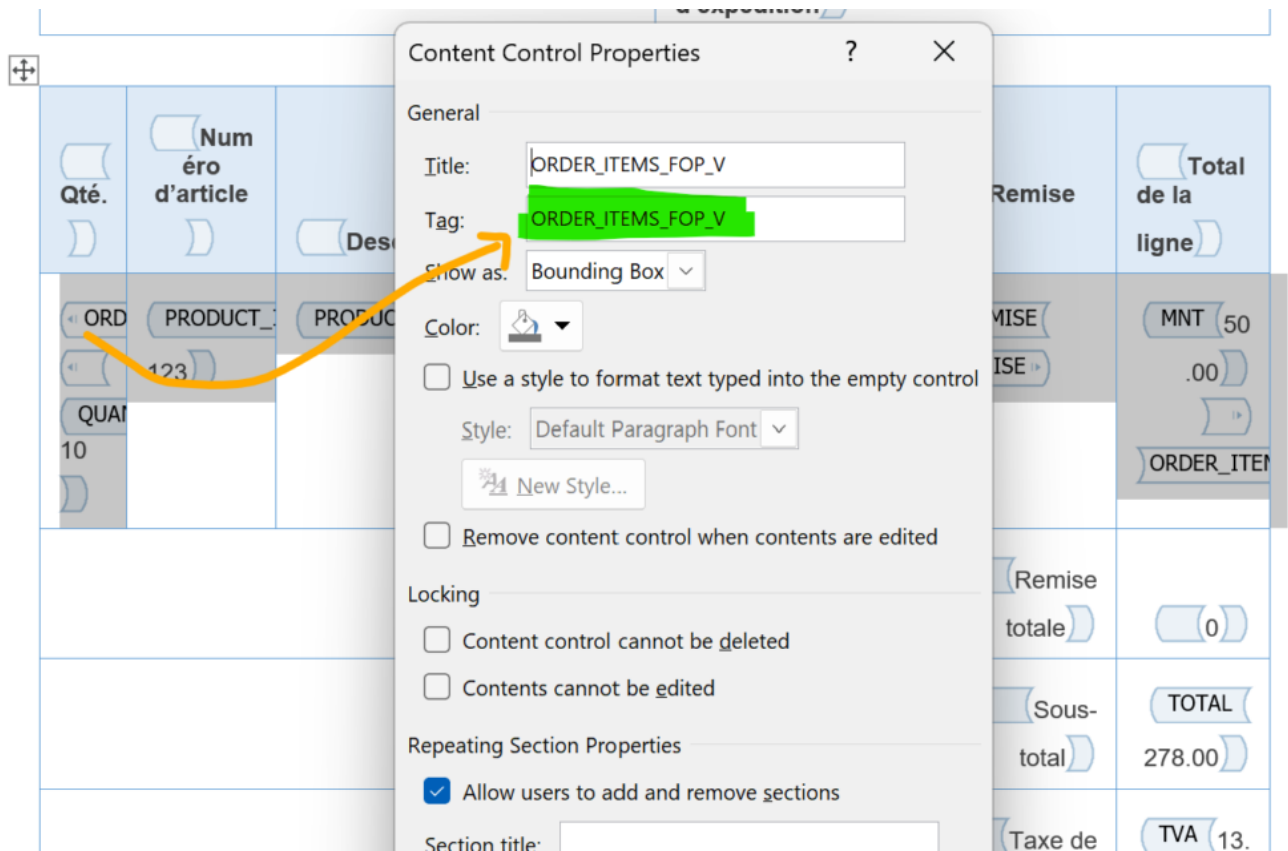 d'expédition
Content Control Properties ? ×
General
Title: ORDER_ITEMS_FOP_V
Tag: ORDER_ITEMS_FOP_V
Show as: Bounding Box
Color:
Use a style to format text typed into the empty control
Style: Default Paragraph Font
New Style...
Remove content control when contents are edited
Locking
Content control cannot be deleted
Contents cannot be edited
Repeating Section Properties
Allow users to add and remove sections
Section title:
Qté.
Num
éro
d'article
Desc
Remise
Total
de la
ligne
ORD
QUAN
10
PRODUCT_
123
PRODUC
MISE
ISE
MNT 50
.00
ORDER_ITEM
Remise
totale
0
Sous-
total
TOTAL
278.00
Taxe de
TVA 13.